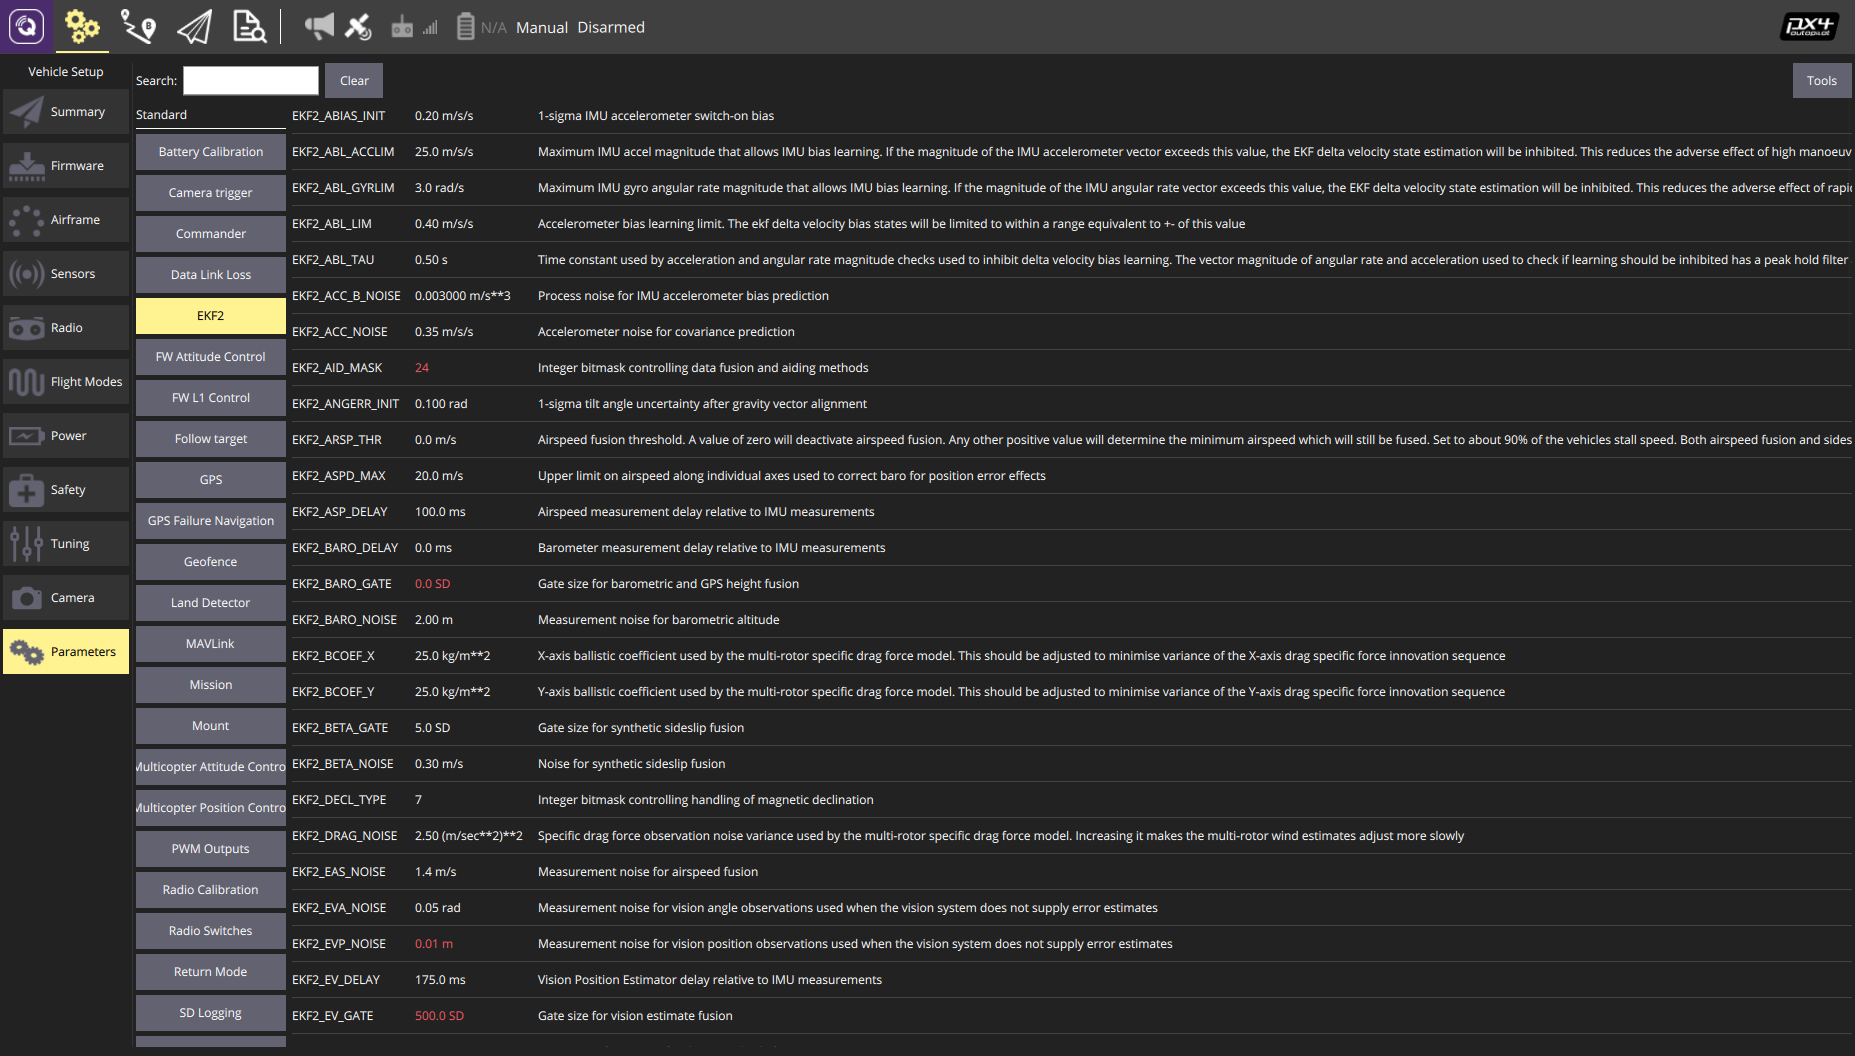 N/A Manual Disarmed
px4
autopilot
Vehicle Setup
Summary
Firmware
Airframe
Sensors
Radio
Flight Modes
Power
Safety
Tuning
Camera
Parameters
Search:
Clear
Tools
Standard
Battery Calibration
Camera trigger
Commander
Data Link Loss
EKF2
FW Attitude Control
FW L1 Control
Follow target
GPS
GPS Failure Navigation
Geofence
Land Detector
MAVLink
Mission
Mount
Multicopter Attitude Contro
Multicopter Position Contro
PWM Outputs
Radio Calibration
Radio Switches
Return Mode
SD Logging
EKF2_ABIAS_INIT 0.20 m/s/s 1-sigma IMU accelerometer switch-on bias
EKF2_ABL_ACCLIM 25.0 m/s/s Maximum IMU accel magnitude that allows IMU bias learning. If the magnitude of the IMU accelerometer vector exceeds this value, the EKF delta velocity state estimation will be inhibited. This reduces the adverse effect of high manoeuv
EKF2_ABL_GYRLIM 3.0 rad/s Maximum IMU gyro angular rate magnitude that allows IMU bias learning. If the magnitude of the IMU angular rate vector exceeds this value, the EKF delta velocity state estimation will be inhibited. This reduces the adverse effect of rapi
EKF2_ABL_LIM 0.40 m/s/s Accelerometer bias learning limit. The ekf delta velocity bias states will be limited to within a range equivalent to +- of this value
EKF2_ABL_TAU 0.50 s Time constant used by acceleration and angular rate magnitude checks used to inhibit delta velocity bias learning. The vector magnitude of angular rate and acceleration used to check if learning should be inhibited has a peak hold filter
EKF2_ACC_B_NOISE 0.003000 m/s**3 Process noise for IMU accelerometer bias prediction
EKF2_ACC_NOISE 0.35 m/s/s Accelerometer noise for covariance prediction
EKF2_AID_MASK 24 Integer bitmask controlling data fusion and aiding methods
EKF2_ANGERR_INIT 0.100 rad 1-sigma tilt angle uncertainty after gravity vector alignment
EKF2_ARSP_THR 0.0 m/s Airspeed fusion threshold. A value of zero will deactivate airspeed fusion. Any other positive value will determine the minimum airspeed which will still be fused. Set to about 90% of the vehicles stall speed. Both airspeed fusion and sides
EKF2_ASPD_MAX 20.0 m/s Upper limit on airspeed along individual axes used to correct baro for position error effects
EKF2_ASP_DELAY 100.0 ms Airspeed measurement delay relative to IMU measurements
EKF2_BARO_DELAY 0.0 ms Barometer measurement delay relative to IMU measurements
EKF2_BARO_GATE 0.0 SD Gate size for barometric and GPS height fusion
EKF2_BARO_NOISE 2.00 m Measurement noise for barometric altitude
EKF2_BCOEF_X 25.0 kg/m**2 X-axis ballistic coefficient used by the multi-rotor specific drag force model. This should be adjusted to minimise variance of the X-axis drag specific force innovation sequence
EKF2_BCOEF_Y 25.0 kg/m**2 Y-axis ballistic coefficient used by the multi-rotor specific drag force model. This should be adjusted to minimise variance of the Y-axis drag specific force innovation sequence
EKF2_BETA_GATE 5.0 SD Gate size for synthetic sideslip fusion
EKF2_BETA_NOISE 0.30 m/s Noise for synthetic sideslip fusion
EKF2_DECL_TYPE 7 Integer bitmask controlling handling of magnetic declination
EKF2_DRAG_NOISE 2.50 (m/sec**2)**2 Specific drag force observation noise variance used by the multi-rotor specific drag force model. Increasing it makes the multi-rotor wind estimates adjust more slowly
EKF2_EAS_NOISE 1.4 m/s Measurement noise for airspeed fusion
EKF2_EVA_NOISE 0.05 rad Measurement noise for vision angle observations used when the vision system does not supply error estimates
EKF2_EVP_NOISE 0.01 m Measurement noise for vision position observations used when the vision system does not supply error estimates
EKF2_EV_DELAY 175.0 ms Vision Position Estimator delay relative to IMU measurements
EKF2_EV_GATE 500.0 SD Gate size for vision estimate fusion